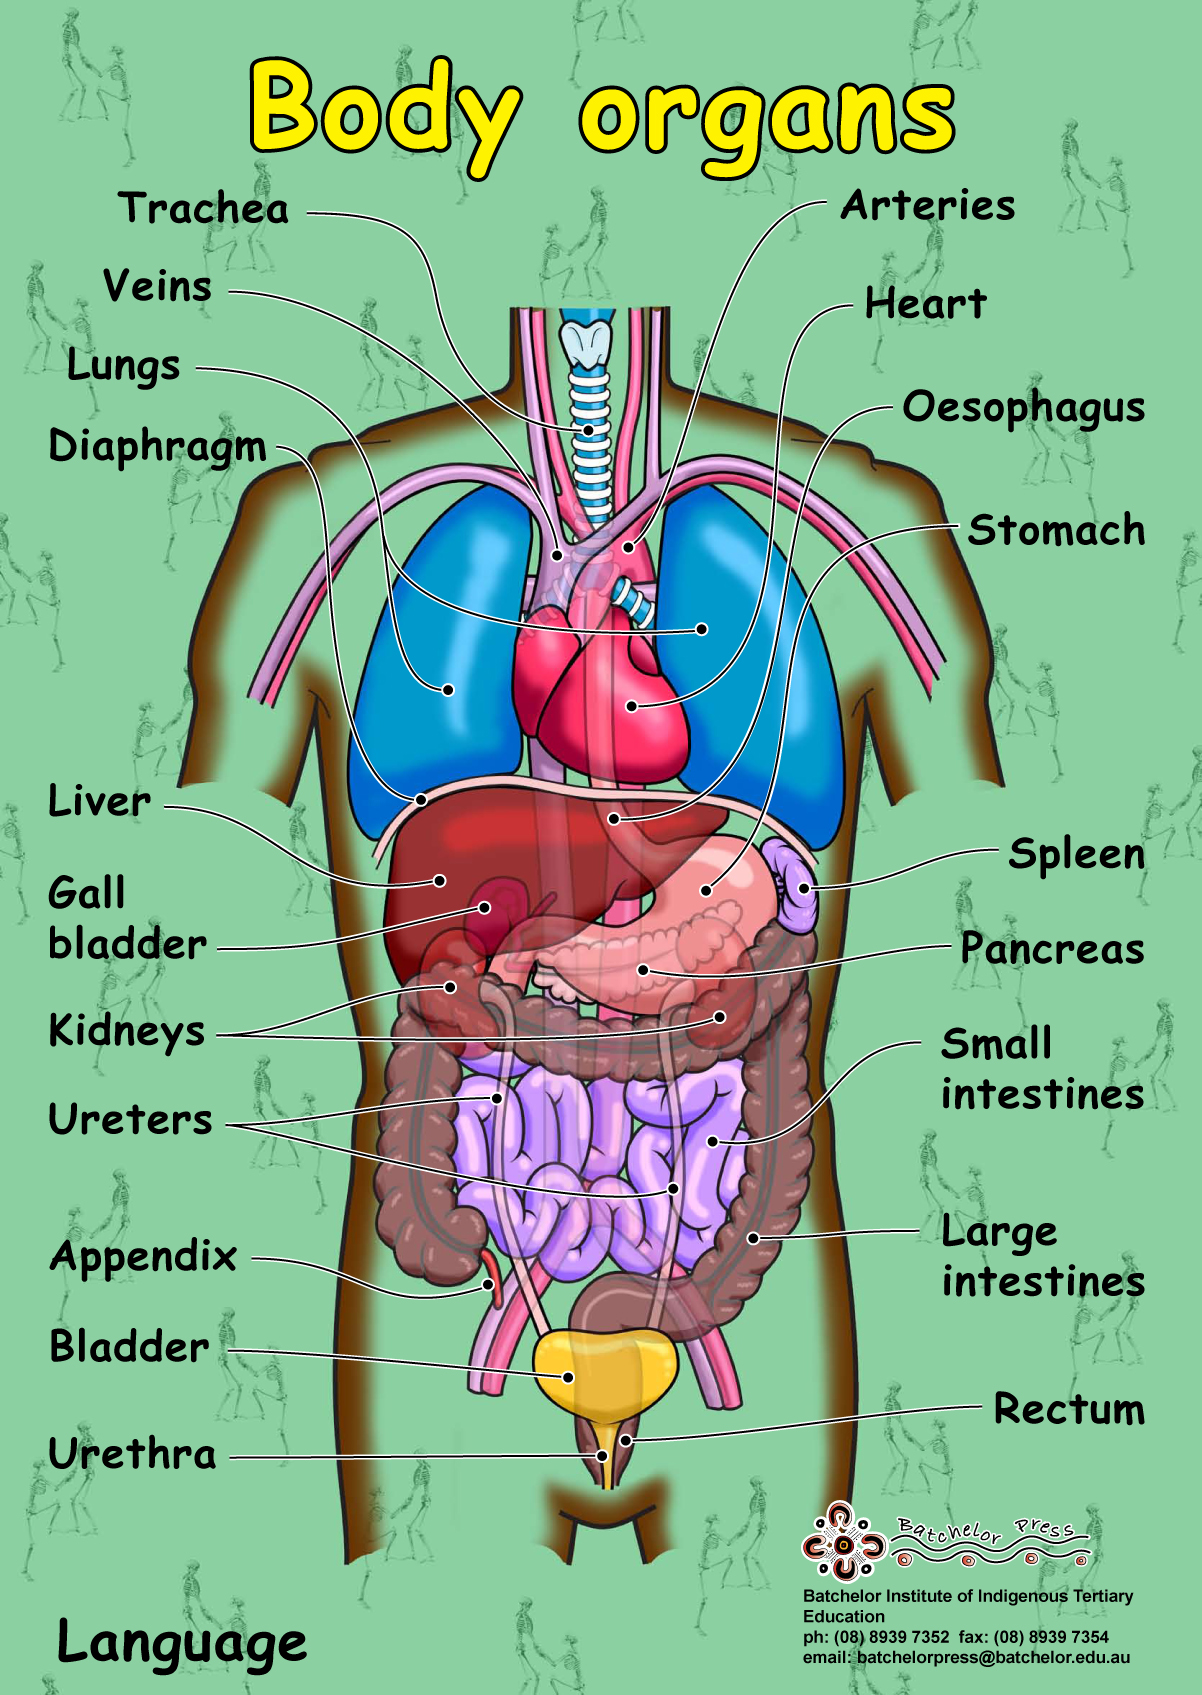 Body organs
Trachea
Veins
Lungs
Diaphragm
Arteries
Heart
Oesophagus
Stomach
Liver
Gall
bladder
Kidneys
Ureters
Appendix
Bladder
Urethra
Spleen
Pancreas
Small
intestines
Large
intestines
Rectum
Language
Batchelor Press
Batchelor Institute of Indigenous Tertiary
Education
ph: (08) 8939 7352 fax: (08) 8939 7354
email: batchelorpress@batchelor.edu.au